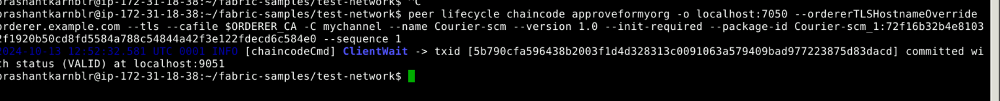 prashantkarnblr@ip-172-31-18-38:~/fabric-samples/test-network$ ^C
prashantkarnblr@ip-172-31-18-38:~/fabric-samples/test-network$ peer lifecycle chaincode approveformyorg -o localhost:7050 --ordererTLSHostnameOverride
orderer.example.com --tls --cafile $ORDERER_CA -C mychannel --name Courier-scm --version 1.0 --init-required --package-id Courier-scm_1:72f16b32b4e8103
2f1920b50cd8fd5584a788c54844a42f3e122fdecd6c584e0 --sequence 1
2024-10-13 12:52:32.581 UTC 0001 INFO [chaincodeCmd] ClientWait -> txid [5b790cfa596438b2003f1d4d328313c0091063a579409bad977223875d83dacd] committed wi
th status (VALID) at localhost:9051
prashantkarnblr@ip-172-31-18-38:~/fabric-samples/test-network$